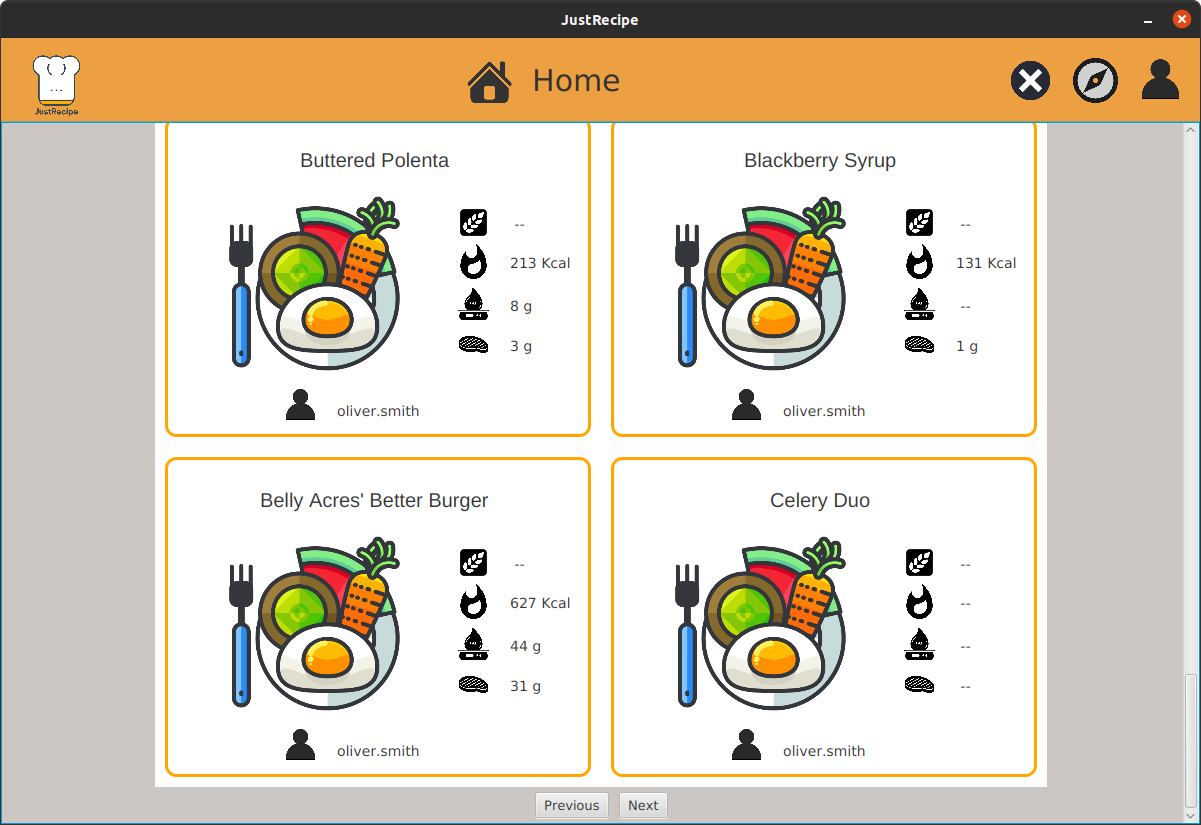 JustRecipe
JustRecipe
Home
Buttered Polenta
--
213 Kcal
8 g
3 g
oliver.smith
Blackberry Syrup
--
131 Kcal
--
1 g
oliver.smith
Belly Acres' Better Burger
--
627 Kcal
44 g
31 g
oliver.smith
Celery Duo
--
--
--
--
oliver.smith
Previous
Next